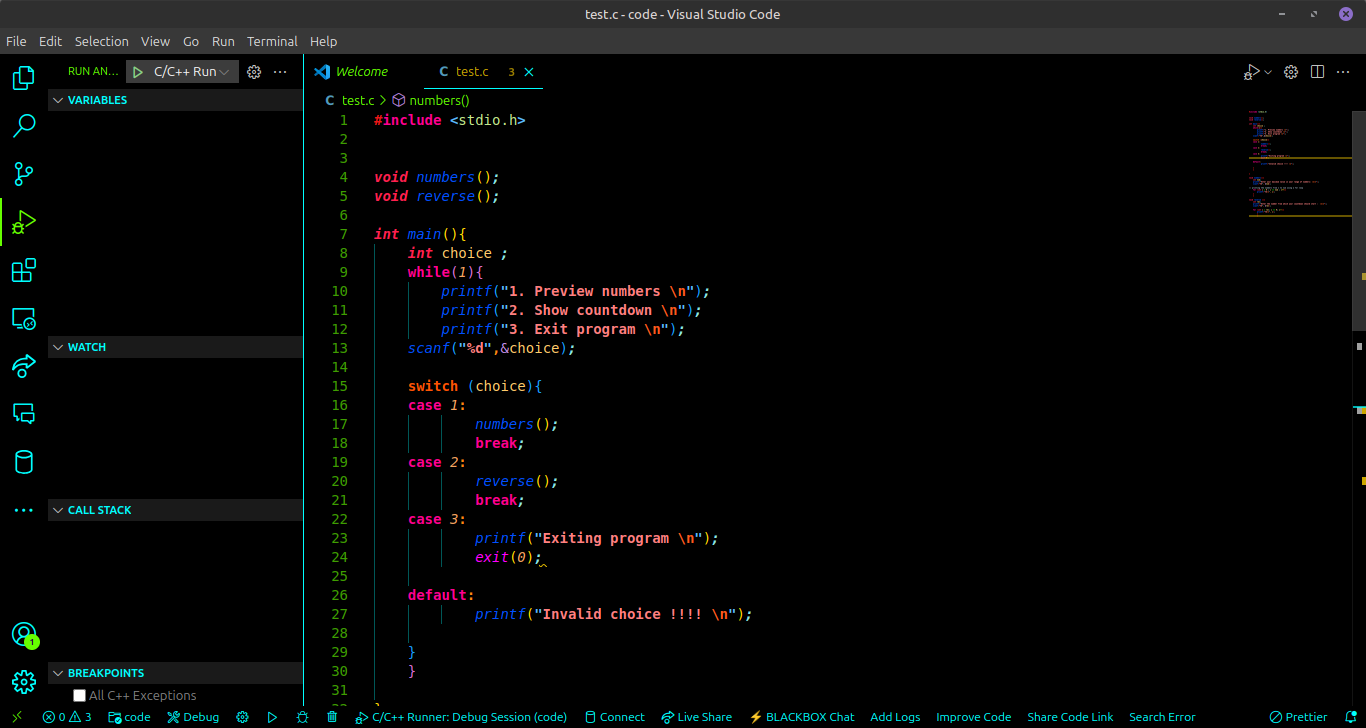 test.c - code - Visual Studio Code
File Edit Selection View Go Run Terminal Help
RUN AN... C/C++ Run
Welcome
C test.c 3
VARIABLES
WATCH
CALL STACK
BREAKPOINTS
All C++ Exceptions
1
C test.c > numbers()
1 #include <stdio.h>
2
3
4 void numbers();
5 void reverse();
6
7 int main(){
8 int choice ;
9 while(1){
10 printf("1. Preview numbers \n");
11 printf("2. Show countdown \n");
12 printf("3. Exit program \n");
13 scanf("%d",&choice);
14
15 switch (choice){
16 case 1:
17 numbers();
18 break;
19 case 2:
20 reverse();
21 break;
22 case 3:
23 printf("Exiting program \n");
24 exit(0);
25
26 default:
27 printf("Invalid choice !!!! \n");
28
29 }
30 }
31
0 3 code Debug C/C++ Runner: Debug Session (code) Connect Live Share BLACKBOX Chat Add Logs Improve Code Share Code Link Search Error Prettier